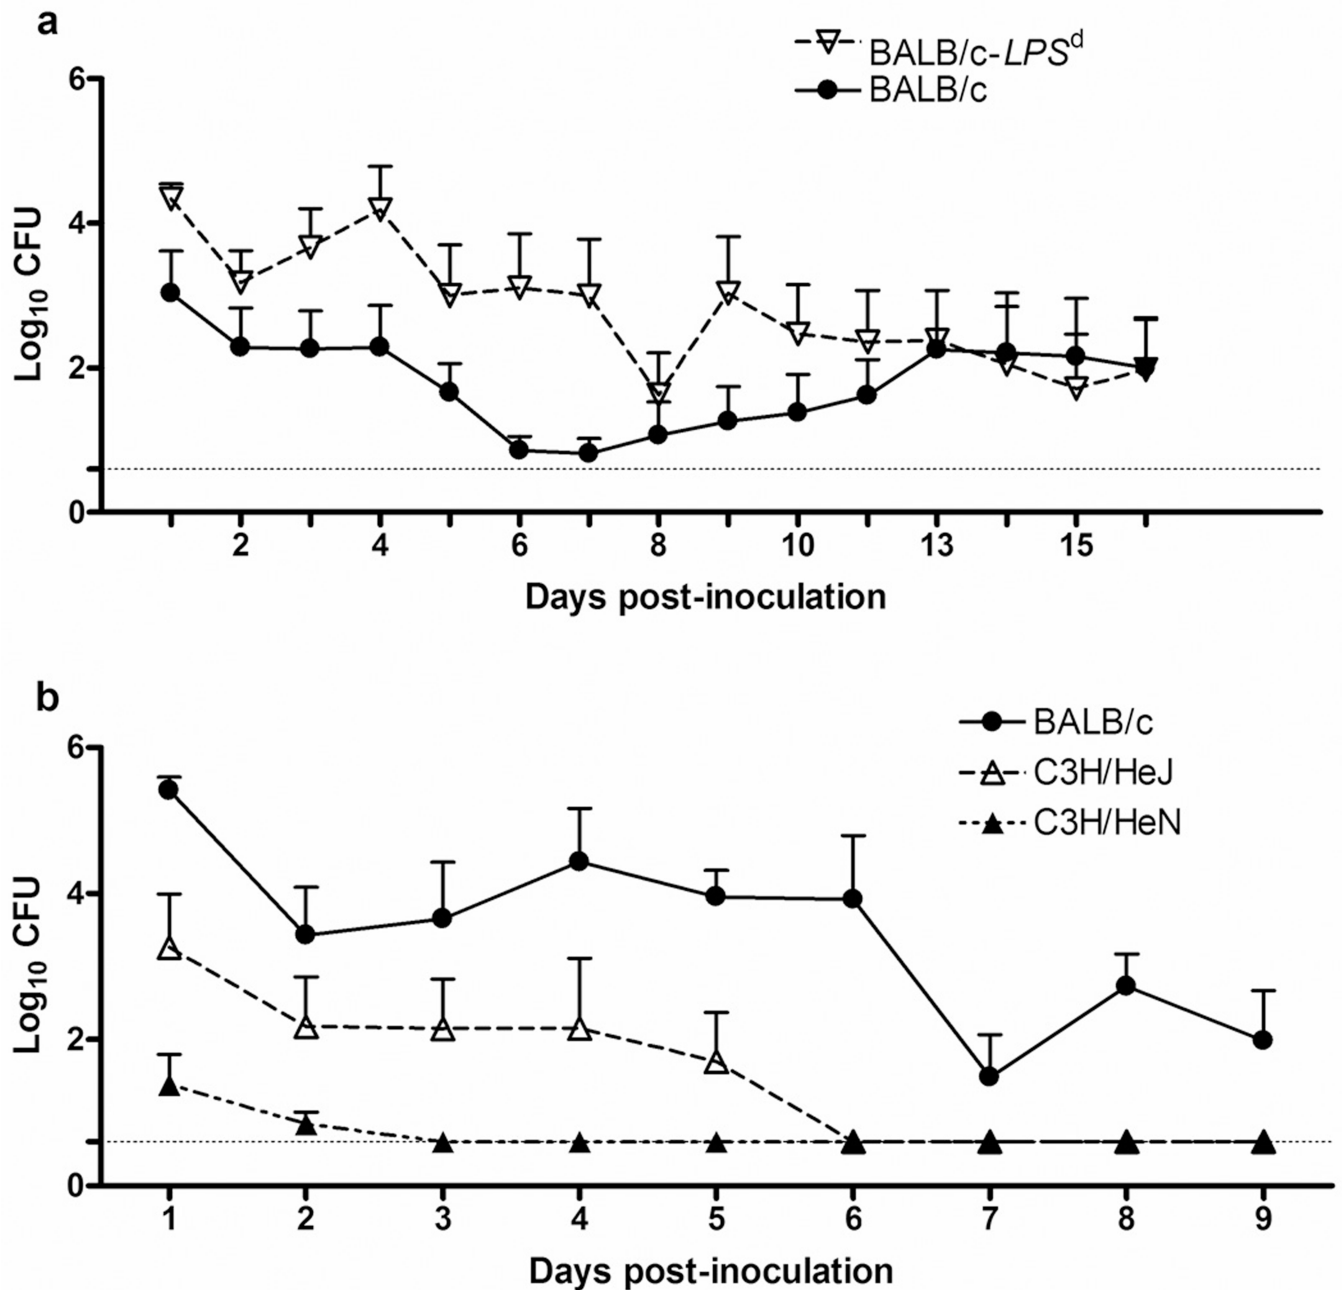 a
BALB/c-LPSᵈ
BALB/c
6
4
2
0
Log₁₀ CFU
2 4 6 8 10 13 15
Days post-inoculation
b
BALB/c
C3H/HeJ
C3H/HeN
6
4
2
0
Log₁₀ CFU
1 2 3 4 5 6 7 8 9
Days post-inoculation